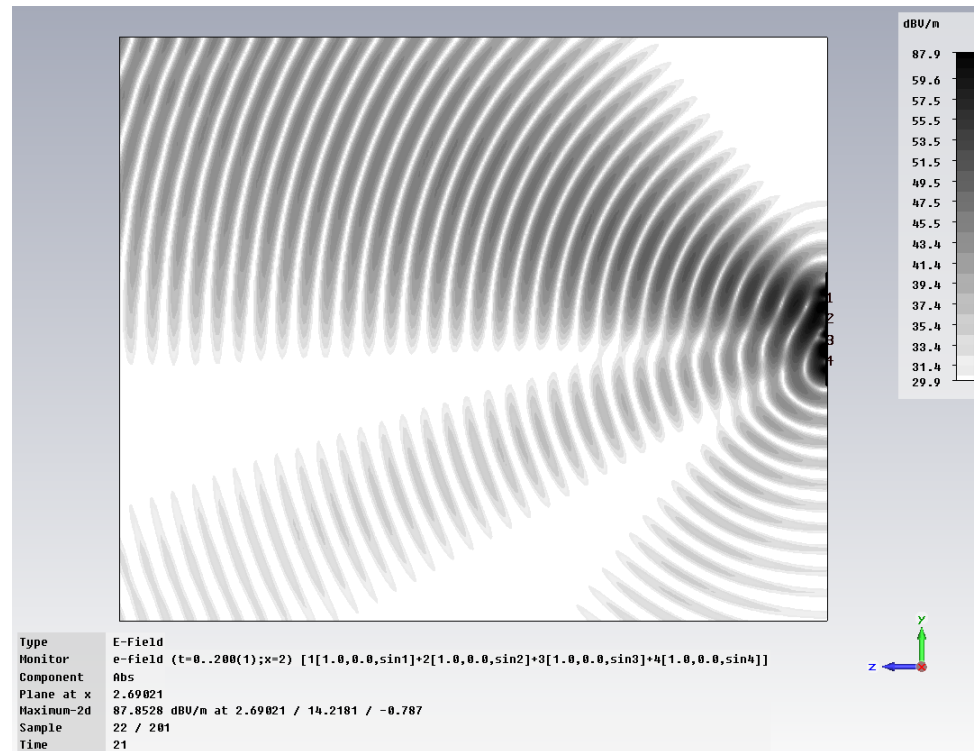 dBV/m
87.9
59.6
57.5
55.5
53.5
51.5
49.5
47.5
45.5
43.4
41.4
39.4
37.4
35.4
33.4
31.4
29.9
1
2
3
4
y
z
Type E-Field
Monitor e-field (t=0..200(1);x=2) [1[1.0,0.0,sin1]+2[1.0,0.0,sin2]+3[1.0,0.0,sin3]+4[1.0,0.0,sin4]]
Component Abs
Plane at x 2.69021
Maximum-2d 87.8528 dBV/m at 2.69021 / 14.2181 / -0.787
Sample 22 / 201
Time 21